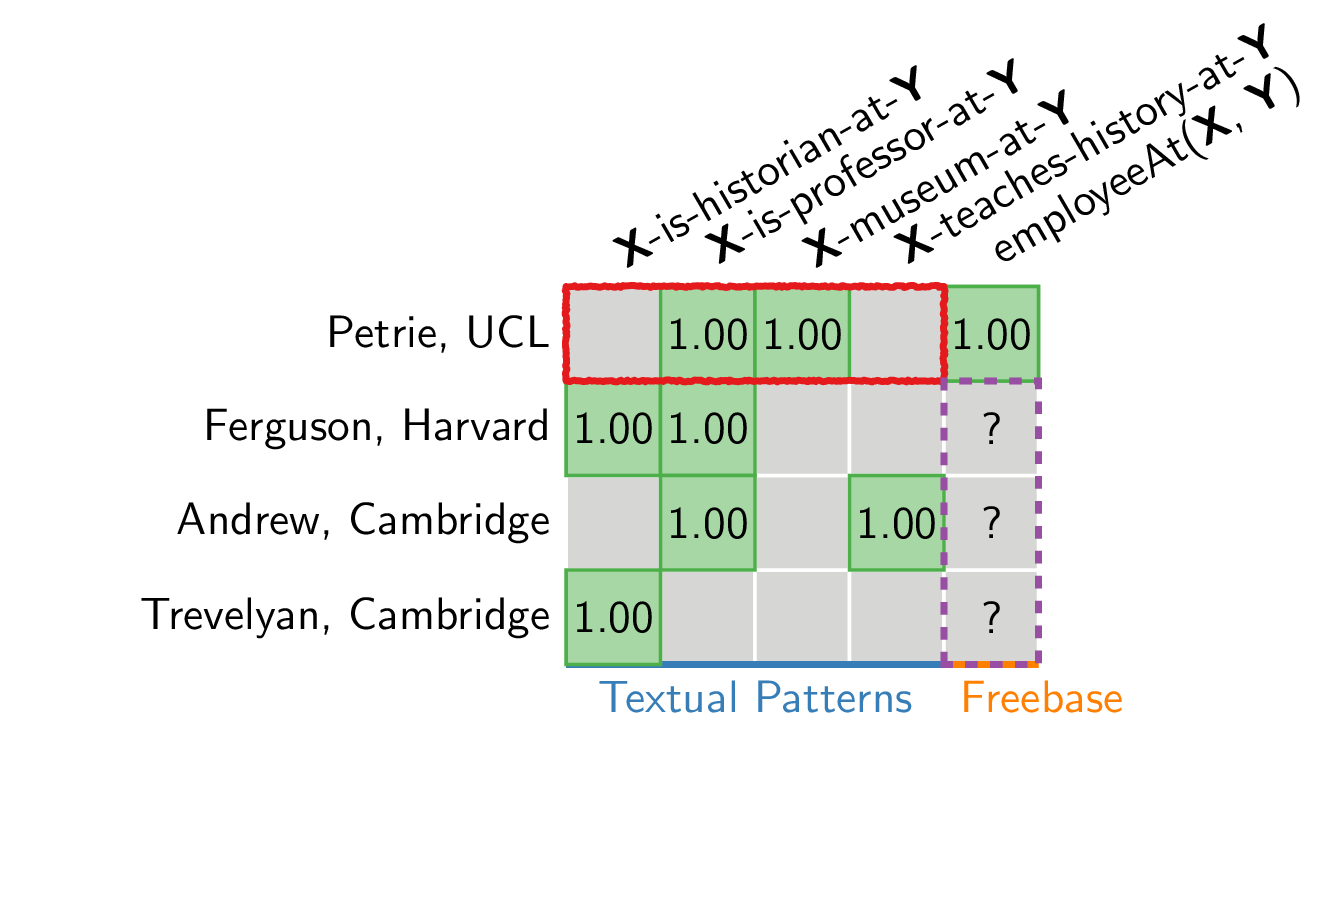 X-is-historian-at-Y
X-is-professor-at-Y
X-museum-at-Y
X-teaches-history-at-Y
employeeAt(X, Y)
Petrie, UCL 1.00 1.00 1.00
Ferguson, Harvard 1.00 1.00 ?
Andrew, Cambridge 1.00 1.00 ?
Trevelyan, Cambridge 1.00 ?
Textual Patterns Freebase